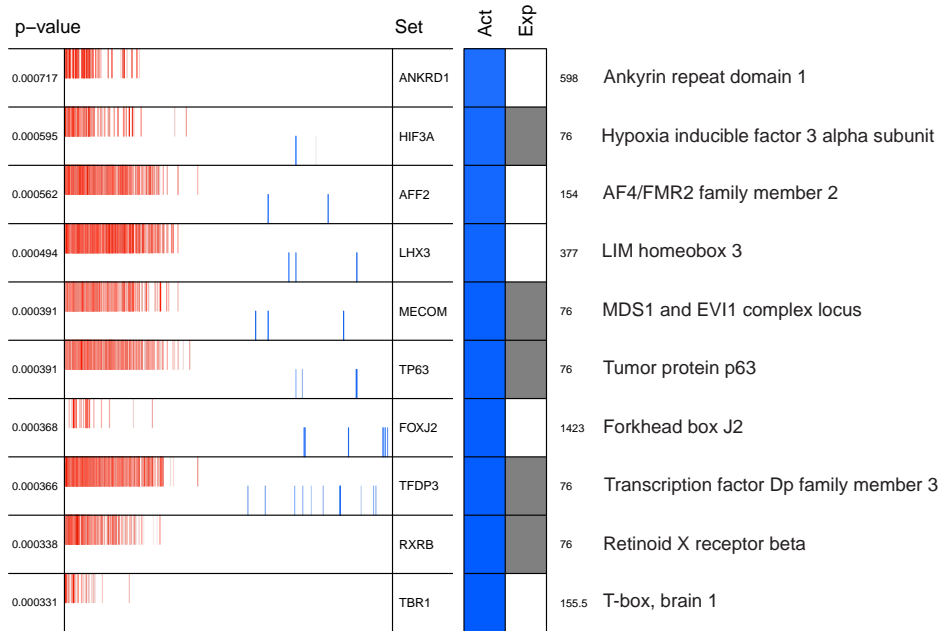 p-value Set Act Exp
0.000717 ANKRD1 598 Ankyrin repeat domain 1
0.000595 HIF3A 76 Hypoxia inducible factor 3 alpha subunit
0.000562 AFF2 154 AF4/FMR2 family member 2
0.000494 LHX3 377 LIM homeobox 3
0.000391 MECOM 76 MDS1 and EVI1 complex locus
0.000391 TP63 76 Tumor protein p63
0.000368 FOXJ2 1423 Forkhead box J2
0.000366 TFDP3 76 Transcription factor Dp family member 3
0.000338 RXRB 76 Retinoid X receptor beta
0.000331 TBR1 155.5 T-box, brain 1